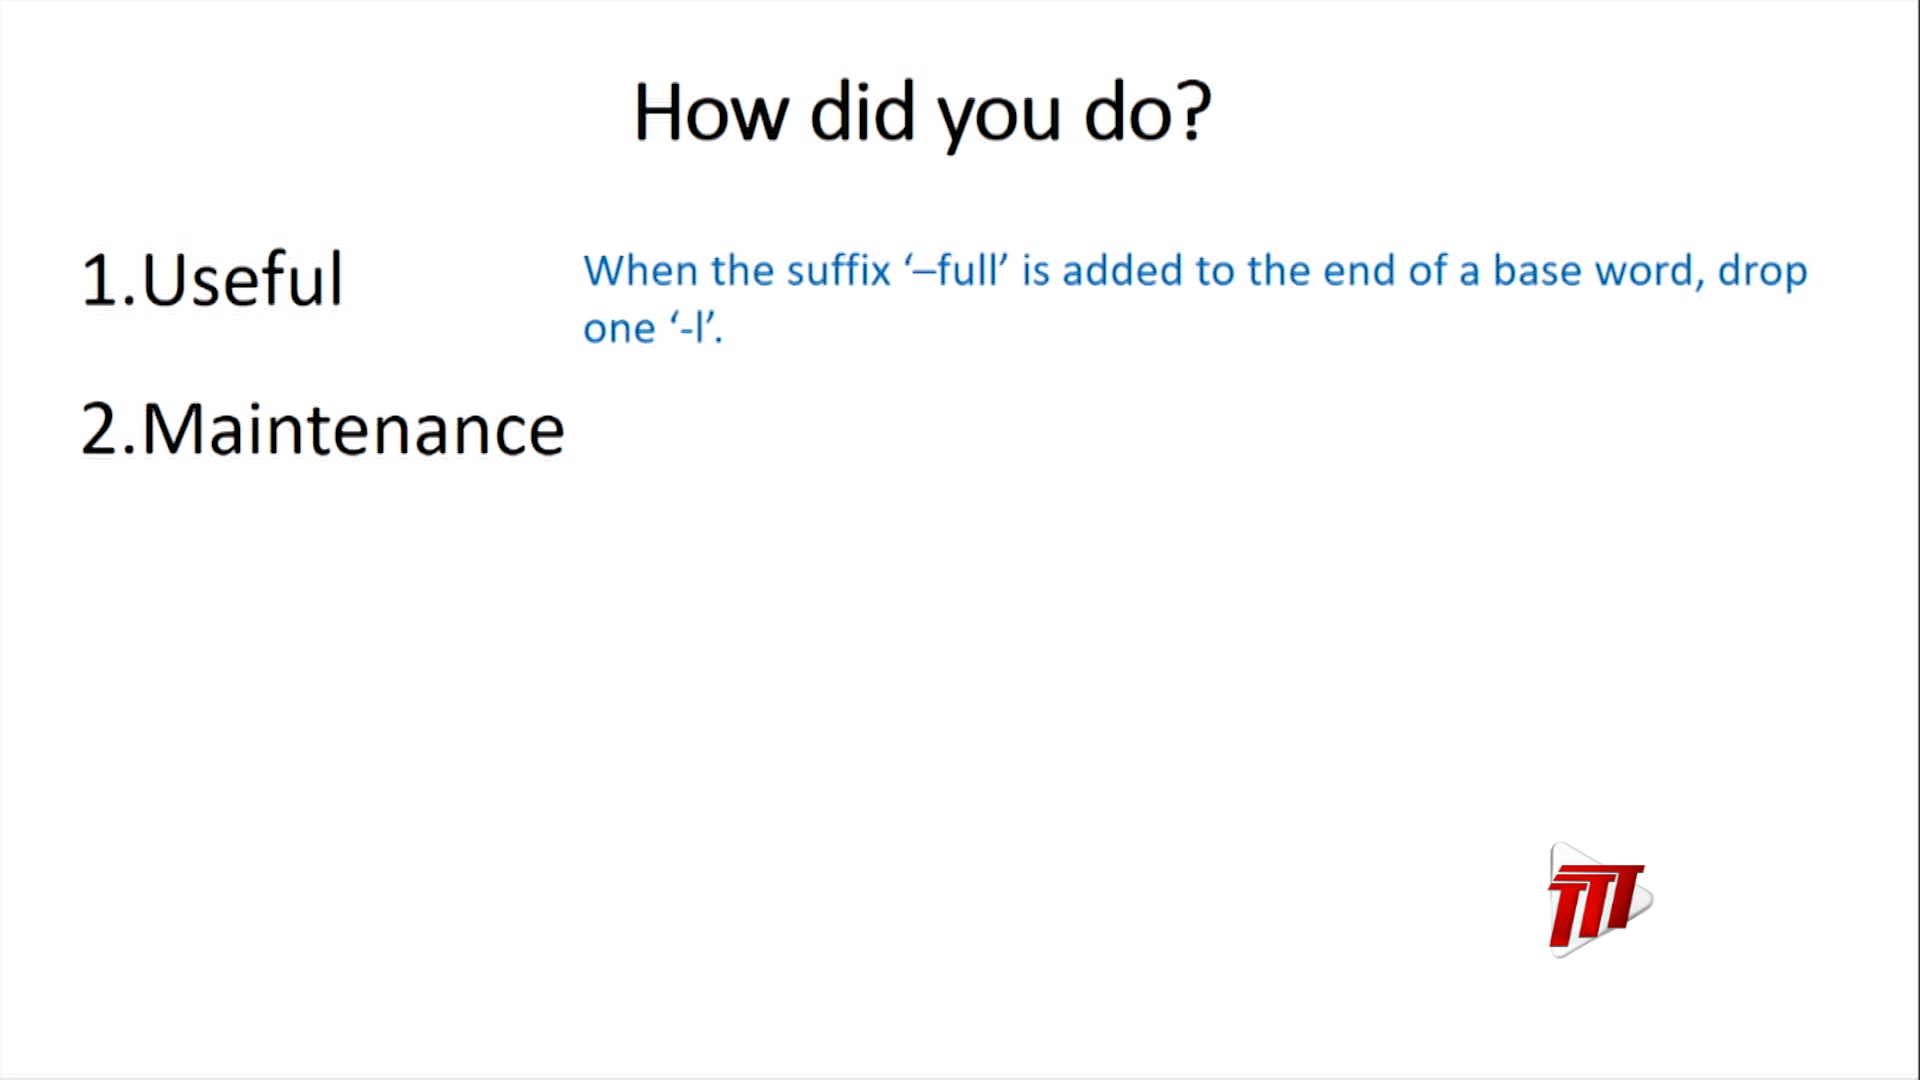 How did you do?
1.Useful
When the suffix ‘–full’ is added to the end of a base word, drop
one ‘-l’.
2.Maintenance
TTT